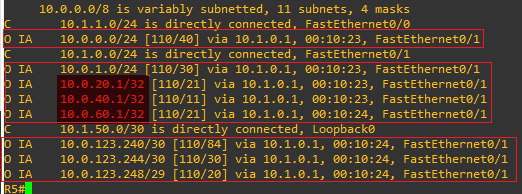 10.0.0.0/8 is variably subnetted, 11 subnets, 4 masks
C 10.1.1.0/24 is directly connected, FastEthernet0/0
O IA 10.0.0.0/24 [110/40] via 10.1.0.1, 00:10:23, FastEthernet0/1
C 10.1.0.0/24 is directly connected, FastEthernet0/1
O IA 10.0.1.0/24 [110/30] via 10.1.0.1, 00:10:23, FastEthernet0/1
O IA 10.0.20.1/32 [110/21] via 10.1.0.1, 00:10:23, FastEthernet0/1
O IA 10.0.40.1/32 [110/11] via 10.1.0.1, 00:10:23, FastEthernet0/1
O IA 10.0.60.1/32 [110/21] via 10.1.0.1, 00:10:24, FastEthernet0/1
C 10.1.50.0/30 is directly connected, Loopback0
O IA 10.0.123.240/30 [110/84] via 10.1.0.1, 00:10:24, FastEthernet0/1
O IA 10.0.123.244/30 [110/30] via 10.1.0.1, 00:10:24, FastEthernet0/1
O IA 10.0.123.248/29 [110/20] via 10.1.0.1, 00:10:24, FastEthernet0/1
R5#